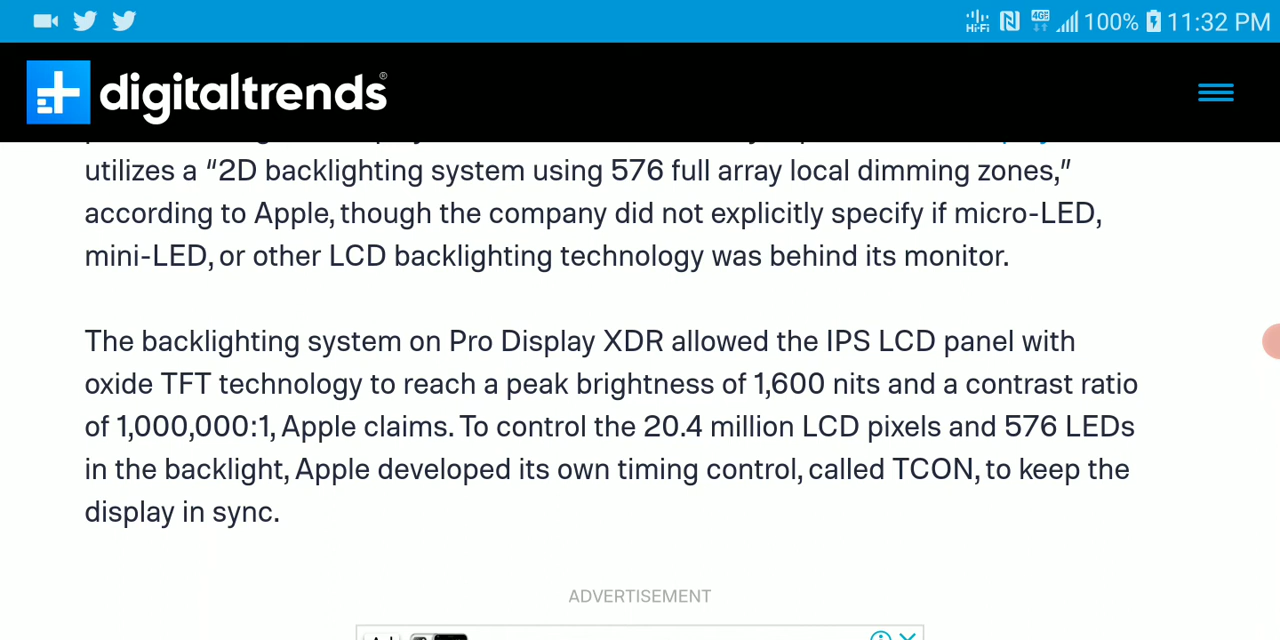 Hi-Fi 4GE 100% 11:32 PM
digitaltrends®
utilizes a “2D backlighting system using 576 full array local dimming zones,”
according to Apple, though the company did not explicitly specify if micro-LED,
mini-LED, or other LCD backlighting technology was behind its monitor.
The backlighting system on Pro Display XDR allowed the IPS LCD panel with
oxide TFT technology to reach a peak brightness of 1,600 nits and a contrast ratio
of 1,000,000:1, Apple claims. To control the 20.4 million LCD pixels and 576 LEDs
in the backlight, Apple developed its own timing control, called TCON, to keep the
display in sync.
ADVERTISEMENT